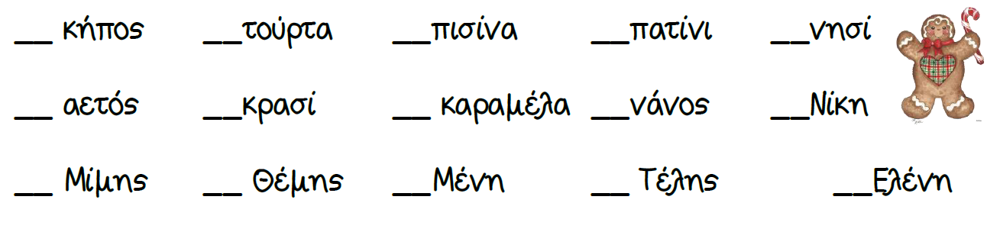 __ κήπος __τούρτα __πισίνα __πατίνι __νησί
__ αετός __κρασί __ καραμέλα __νάνος __Νίκη
__ Μίμης __ Θέμης __Μένη __ Τέλης __Ελένη